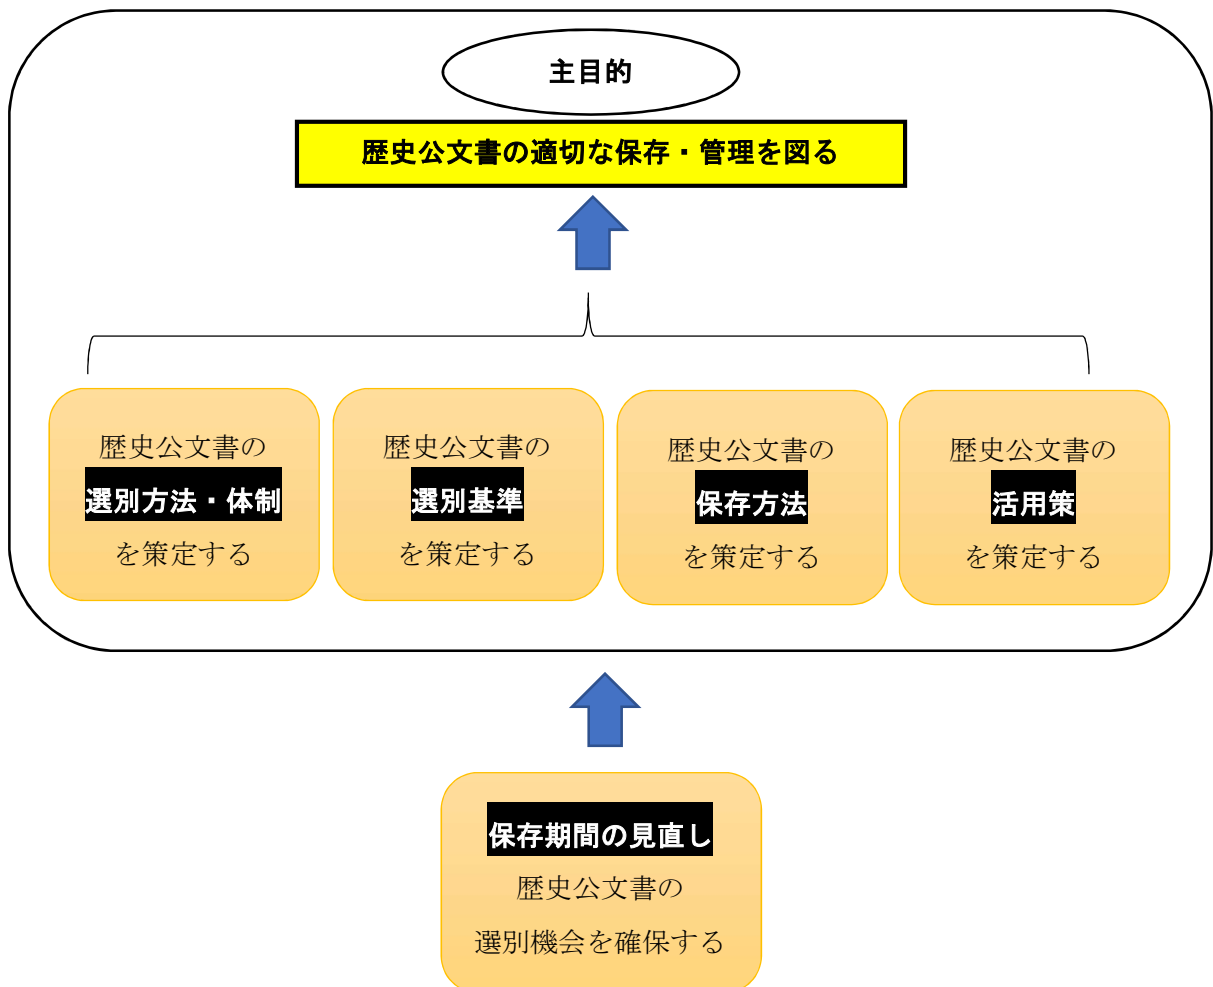 主目的
歴史公文書の適切な保存・管理を図る
歴史公文書の
選別方法・体制
を策定する
歴史公文書の
選別基準
を策定する
歴史公文書の
保存方法
を策定する
歴史公文書の
活用策
を策定する
保存期間の見直し
歴史公文書の
選別機会を確保する